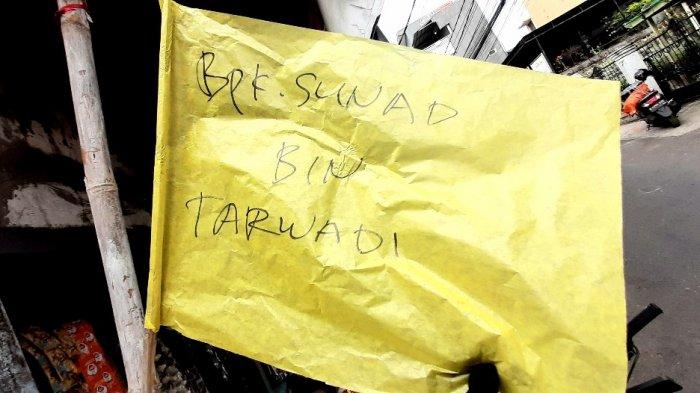 Bpk. SUNAD
BIN
TARWADI